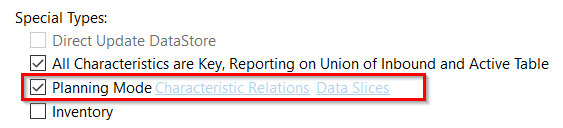 Special Types:
Direct Update DataStore
All Characteristics are Key, Reporting on Union of Inbound and Active Table
Planning Mode Characteristic Relations Data Slices
Inventory